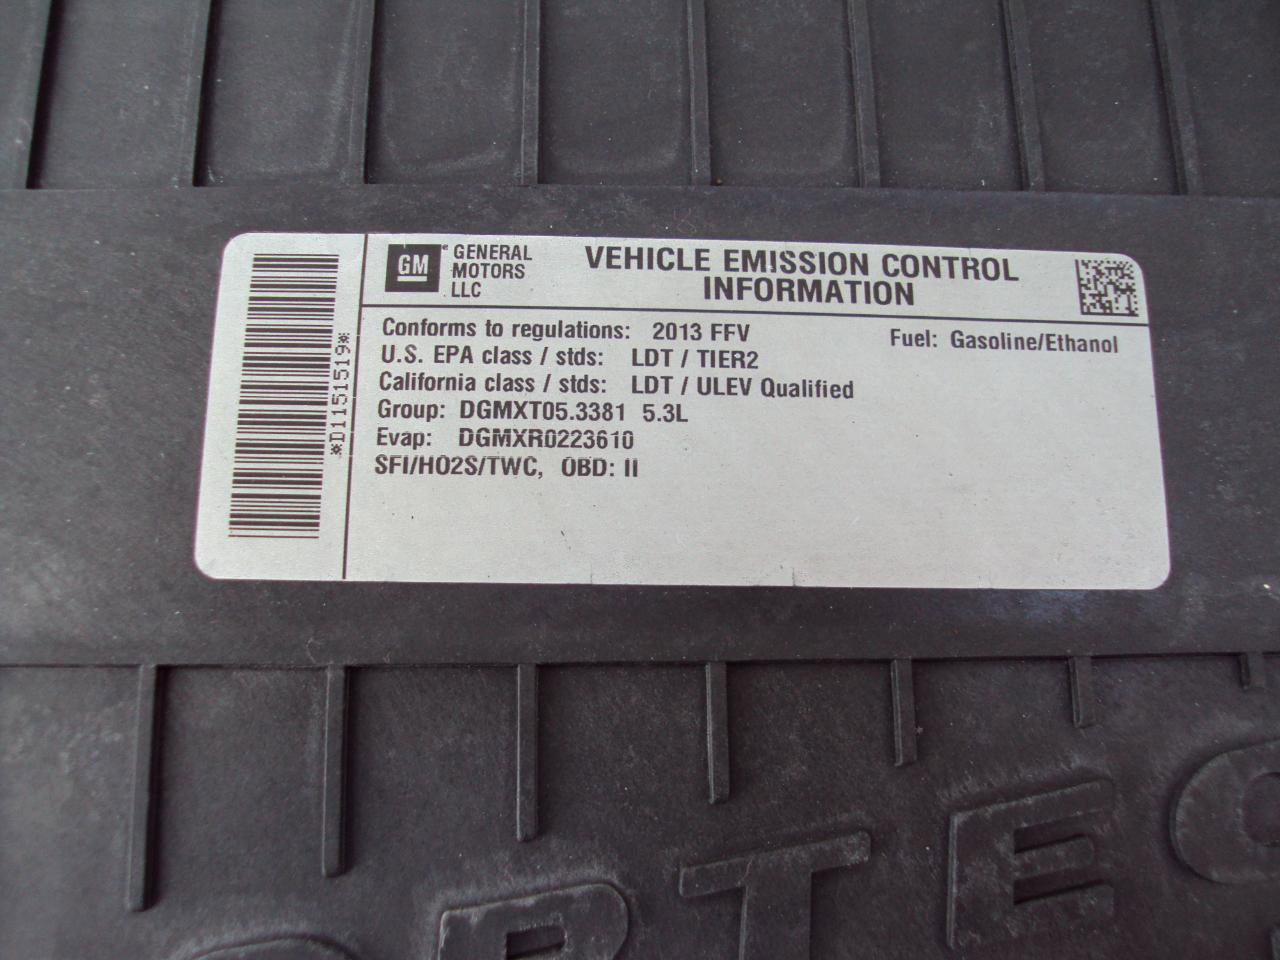 GM GENERAL
MOTORS
LLC
VEHICLE EMISSION CONTROL
INFORMATION
*D1151519*
Conforms to regulations: 2013 FFV Fuel: Gasoline/Ethanol
U.S. EPA class / stds: LDT / TIER2
California class / stds: LDT / ULEV Qualified
Group: DGMXT05.3381 5.3L
Evap: DGMXR0223610
SFI/HO2S/TWC, OBD: II
ORTEC